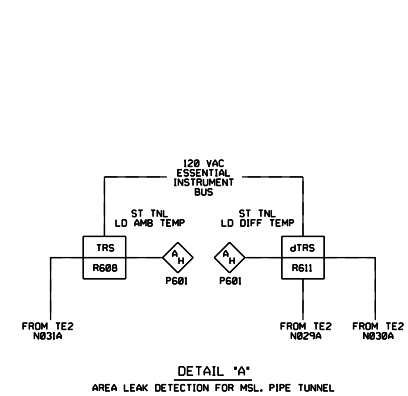 120 VAC
ESSENTIAL
INSTRUMENT
BUS
ST TNL
LD AMB TEMP
ST TNL
LD DIFF TEMP
TRS
R608
A
H
P601
A
H
P601
dTRS
R611
FROM TE2
N031A
FROM TE2
N029A
FROM TE2
N030A
DETAIL "A"
AREA LEAK DETECTION FOR MSL. PIPE TUNNEL